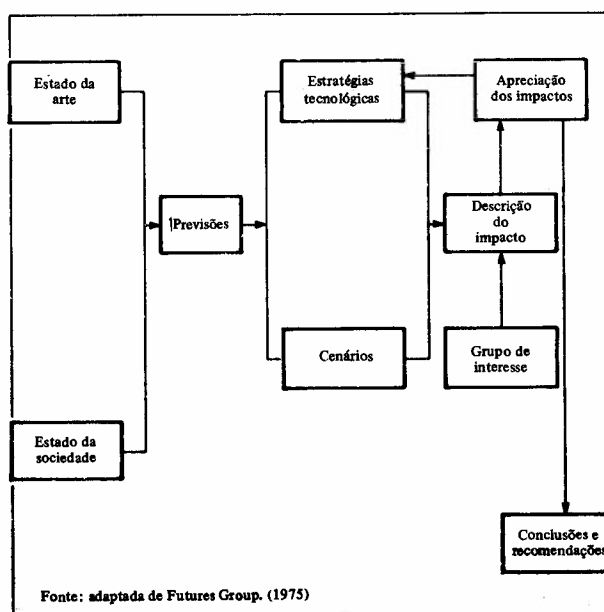 Estado da
arte
Estratégias
tecnológicas
Apreciação
dos impactos
Previsões
Descrição
do
impacto
Cenários
Grupo de
interesse
Estado da
sociedade
Conclusões e
recomendações
Fonte: adaptada de Futures Group. (1975)